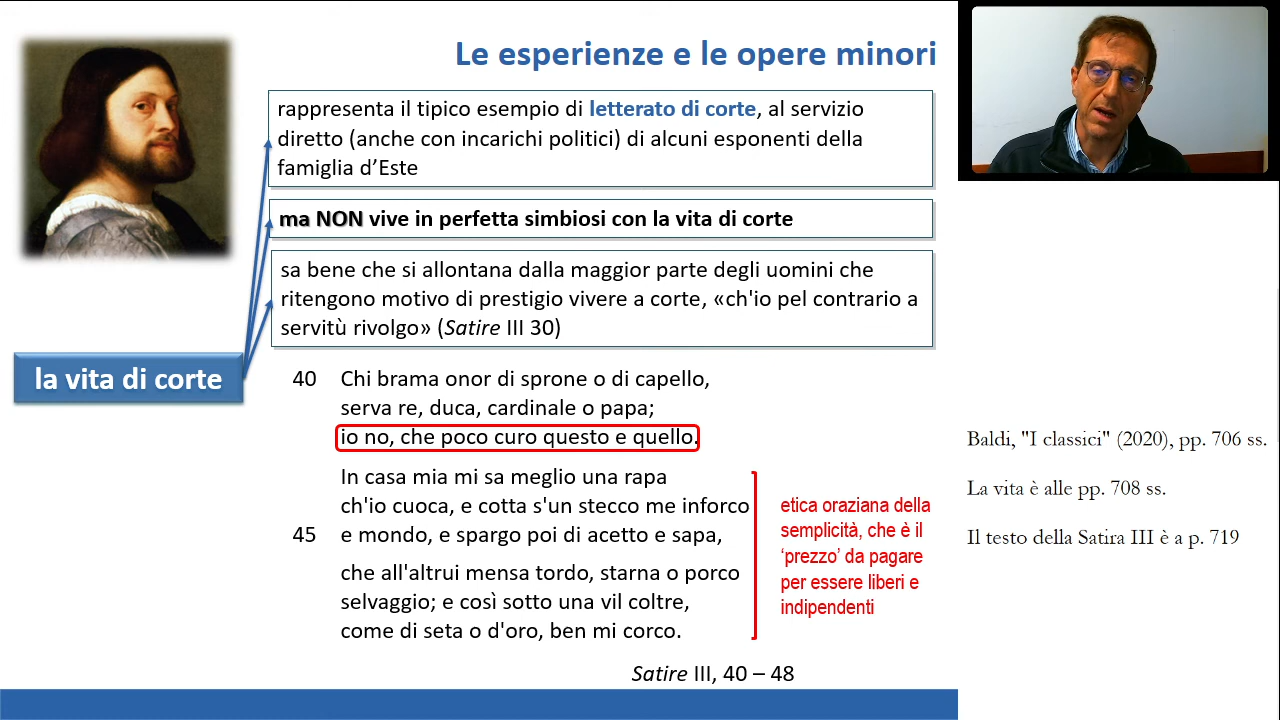 Le esperienze e le opere minori
rappresenta il tipico esempio di letterato di corte, al servizio
diretto (anche con incarichi politici) di alcuni esponenti della
famiglia d’Este
ma NON vive in perfetta simbiosi con la vita di corte
sa bene che si allontana dalla maggior parte degli uomini che
ritengono motivo di prestigio vivere a corte, «ch'io pel contrario a
servitù rivolgo» (Satire III 30)
la vita di corte
40 Chi brama onor di sprone o di capello,
serva re, duca, cardinale o papa;
io no, che poco curo questo e quello.
In casa mia mi sa meglio una rapa
ch'io cuoca, e cotta s'un stecco me inforco
45 e mondo, e spargo poi di acetto e sapa,
che all'altrui mensa tordo, starna o porco
selvaggio; e così sotto una vil coltre,
come di seta o d'oro, ben mi corco.
etica oraziana della
semplicità, che è il
‘prezzo’ da pagare
per essere liberi e
indipendenti
Satire III, 40 – 48
Baldi, "I classici" (2020), pp. 706 ss.
La vita è alle pp. 708 ss.
Il testo della Satira III è a p. 719